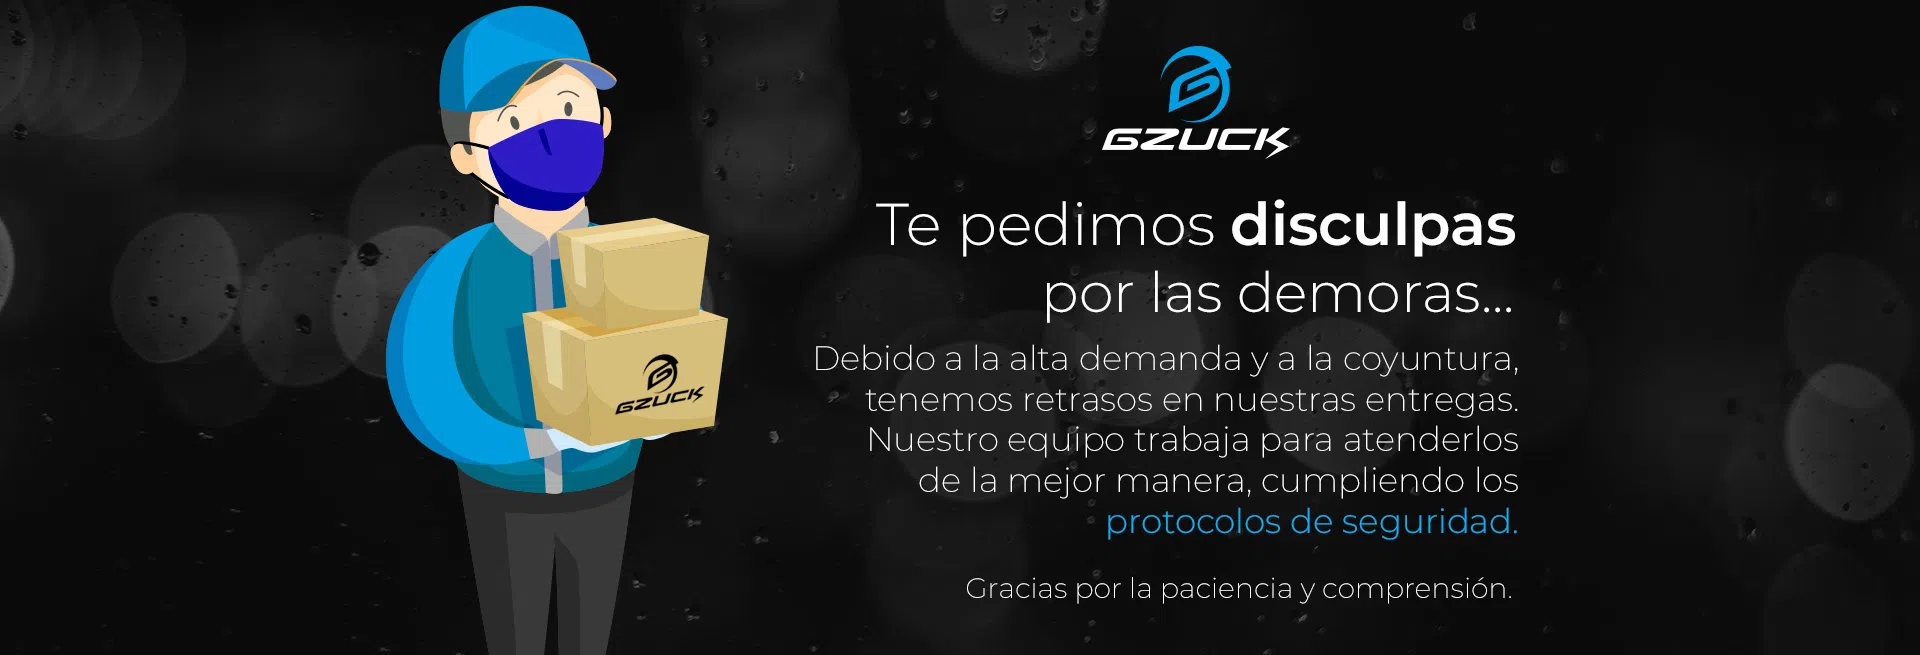 GZUCK
Te pedimos disculpas
por las demoras...
Debido a la alta demanda y a la coyuntura,
tenemos retrasos en nuestras entregas.
Nuestro equipo trabaja para atenderlos
de la mejor manera, cumpliendo los
protocolos de seguridad.
Gracias por la paciencia y comprensión.
GZUCK